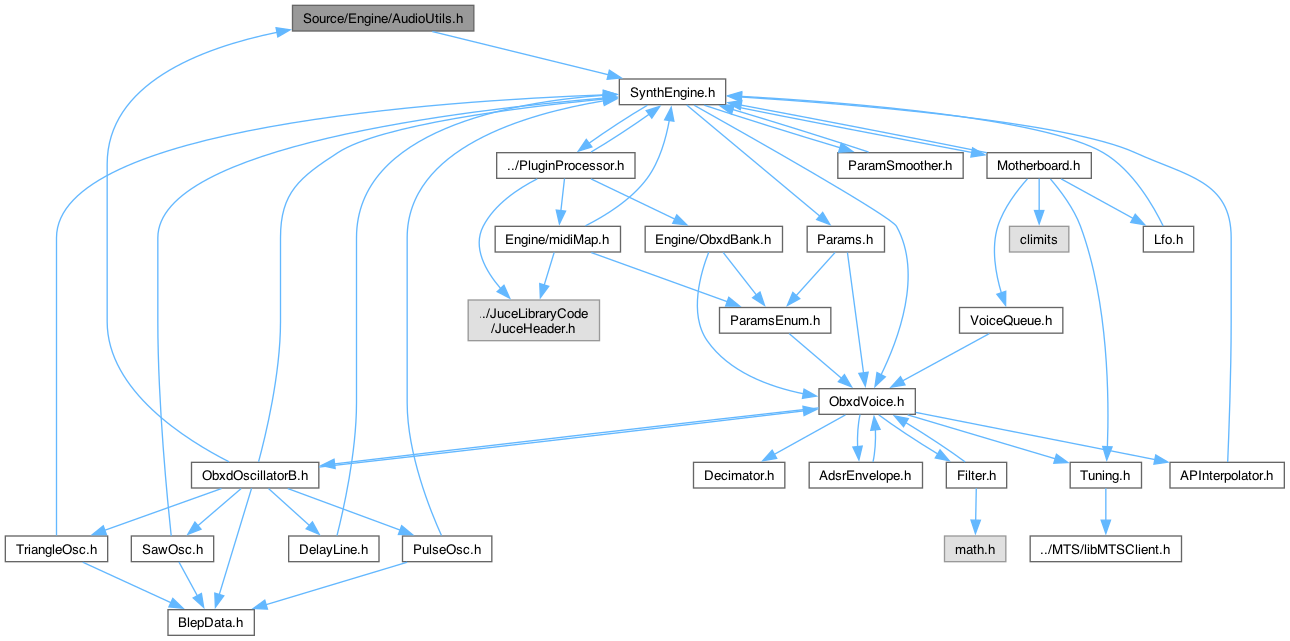 Source/Engine/AudioUtils.h
SynthEngine.h
../PluginProcessor.h
ParamSmoother.h
Motherboard.h
Engine/midiMap.h
Engine/ObxdBank.h
Params.h
climits
Lfo.h
../JuceLibraryCode
/JuceHeader.h
ParamsEnum.h
VoiceQueue.h
ObxdVoice.h
ObxdOscillatorB.h
Decimator.h
AdsrEnvelope.h
Filter.h
Tuning.h
APInterpolator.h
TriangleOsc.h
SawOsc.h
DelayLine.h
PulseOsc.h
math.h
../MTS/libMTSClient.h
BlepData.h